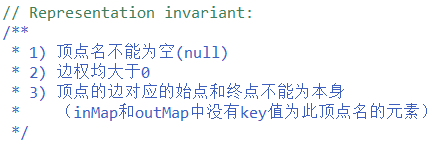 // Representation invariant:
/**
 * 1) 顶点名不能为空(null)
 * 2) 边权均大于0
 * 3) 顶点的边对应的始点和终点不能为本身
 *    （inMap和outMap中没有key值为此顶点名的元素）
 */